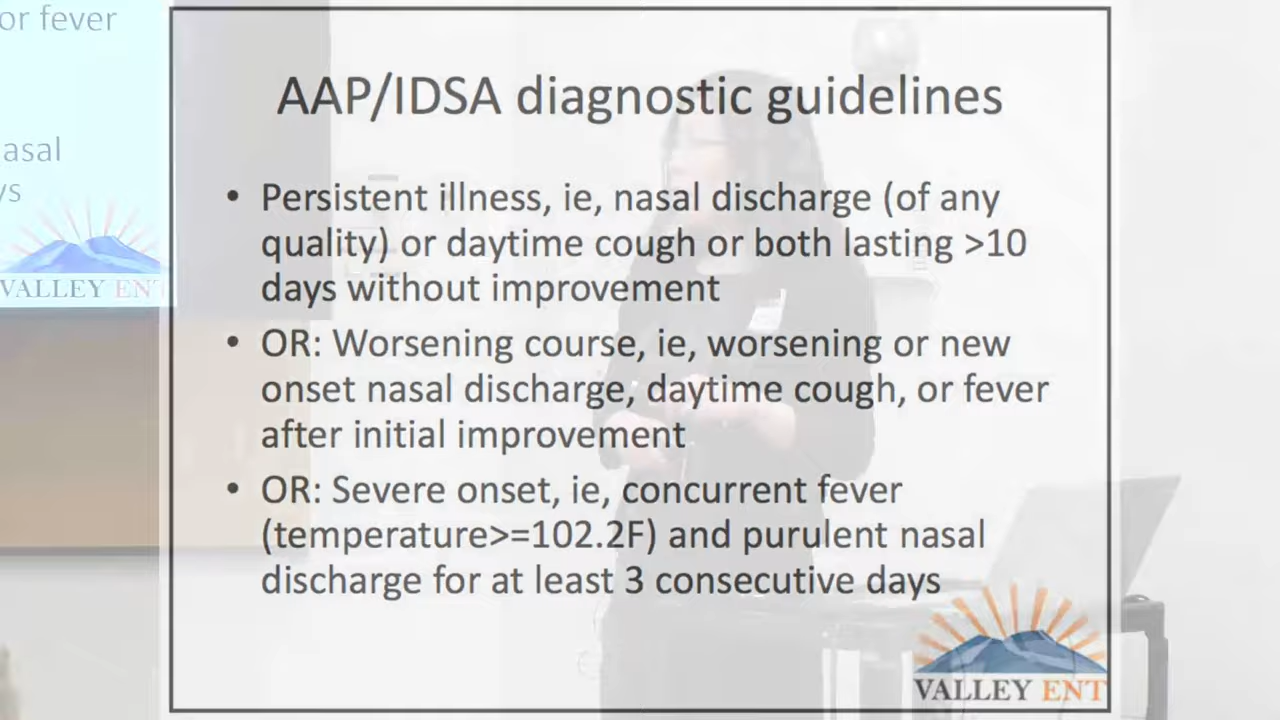 or fever
asal
ys
VALLEY ENT
AAP/IDSA diagnostic guidelines
• Persistent illness, ie, nasal discharge (of any
quality) or daytime cough or both lasting >10
days without improvement
• OR: Worsening course, ie, worsening or new
onset nasal discharge, daytime cough, or fever
after initial improvement
• OR: Severe onset, ie, concurrent fever
(temperature>=102.2F) and purulent nasal
discharge for at least 3 consecutive days
VALLEY ENT